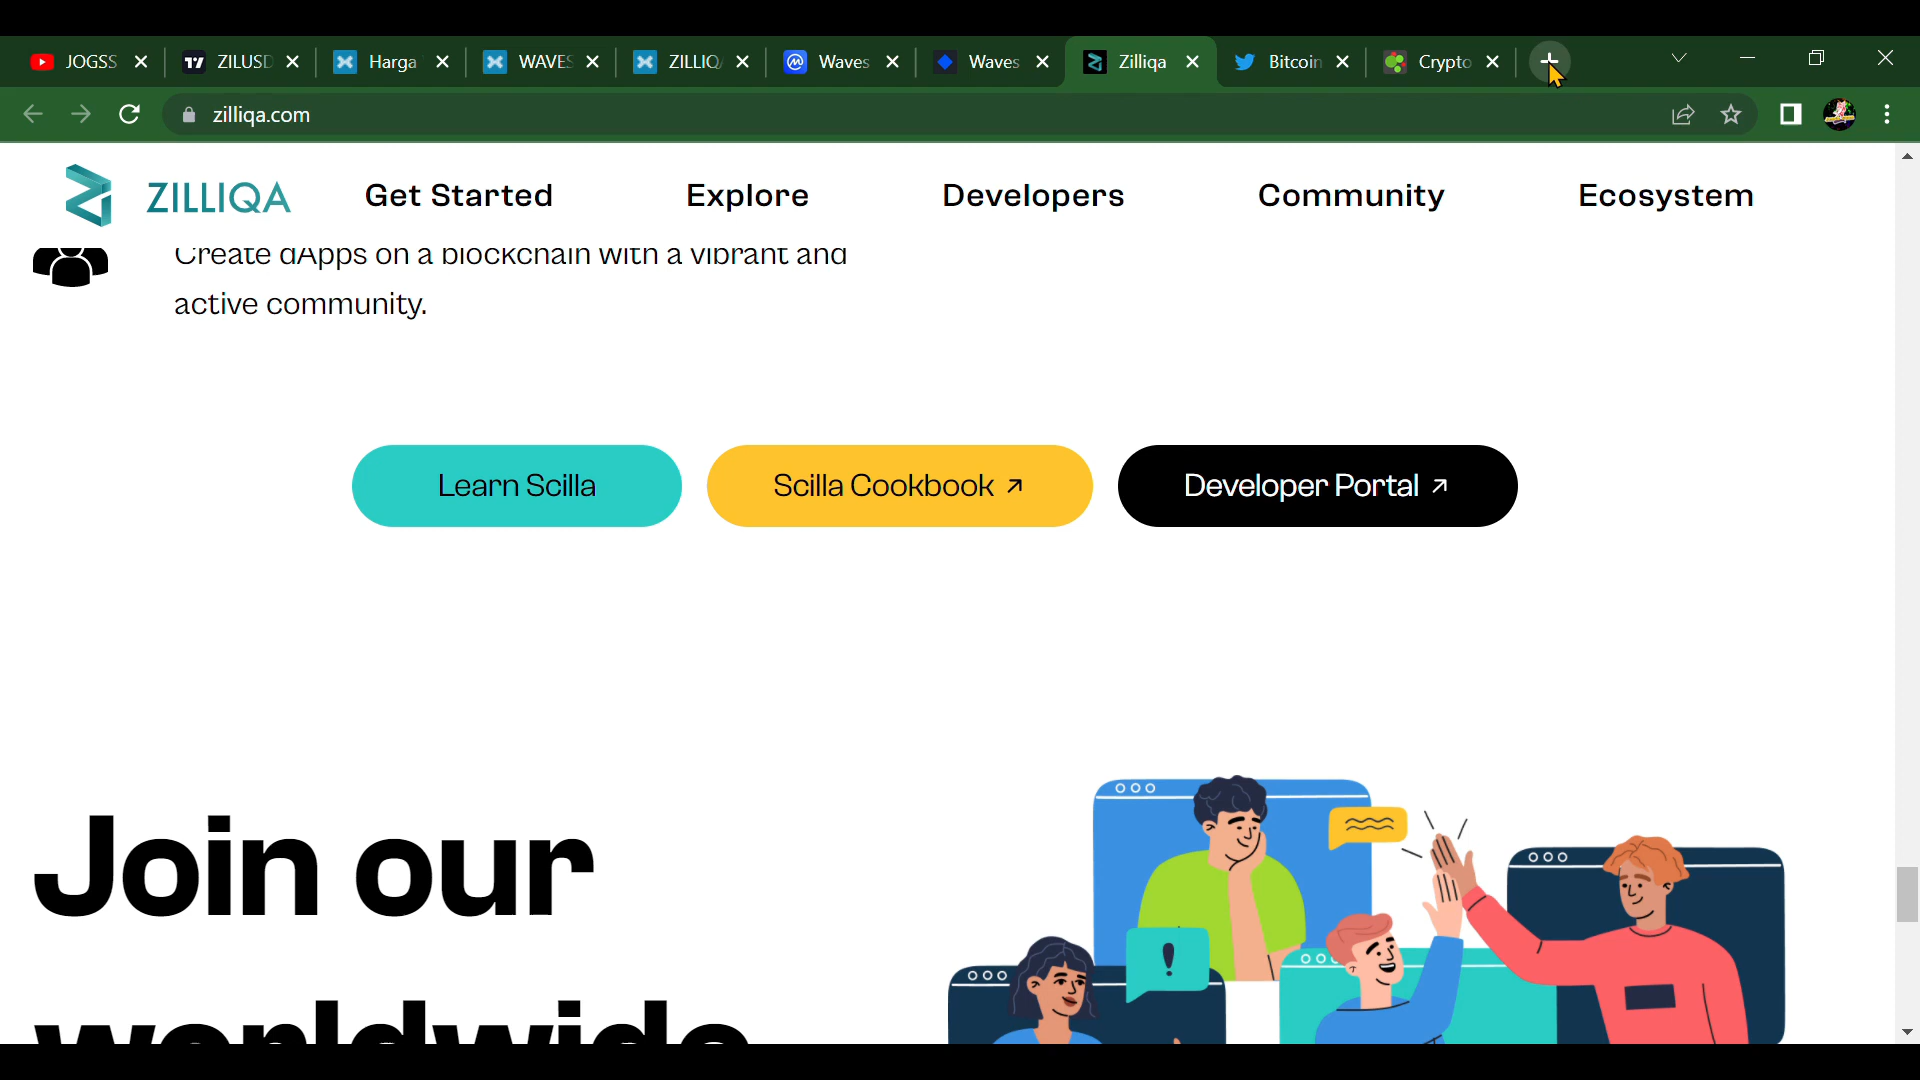 JOGSS
ZILUSD
Harga
WAVES
ZILLIQ
Waves
Waves
Zilliqa
Bitcoin
Crypto
zilliqa.com
ZILLIQA
Get Started
Explore
Developers
Community
Ecosystem
Create dApps on a blockchain with a vibrant and
active community.
Learn Scilla
Scilla Cookbook ↗
Developer Portal ↗
Join our
worldwide